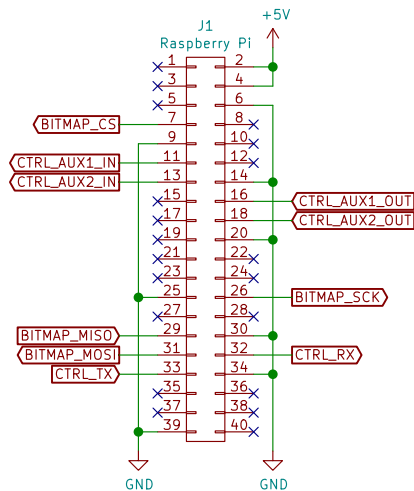 +5V
J1
Raspberry Pi
1 2
3 4
5 6
BITMAP_CS 7 8
9 10
CTRL_AUX1_IN 11 12
CTRL_AUX2_IN 13 14
15 16 CTRL_AUX1_OUT
17 18 CTRL_AUX2_OUT
19 20
21 22
23 24
25 26 BITMAP_SCK
27 28
BITMAP_MISO 29 30
BITMAP_MOSI 31 32 CTRL_RX
CTRL_TX 33 34
35 36
37 38
39 40
GND GND